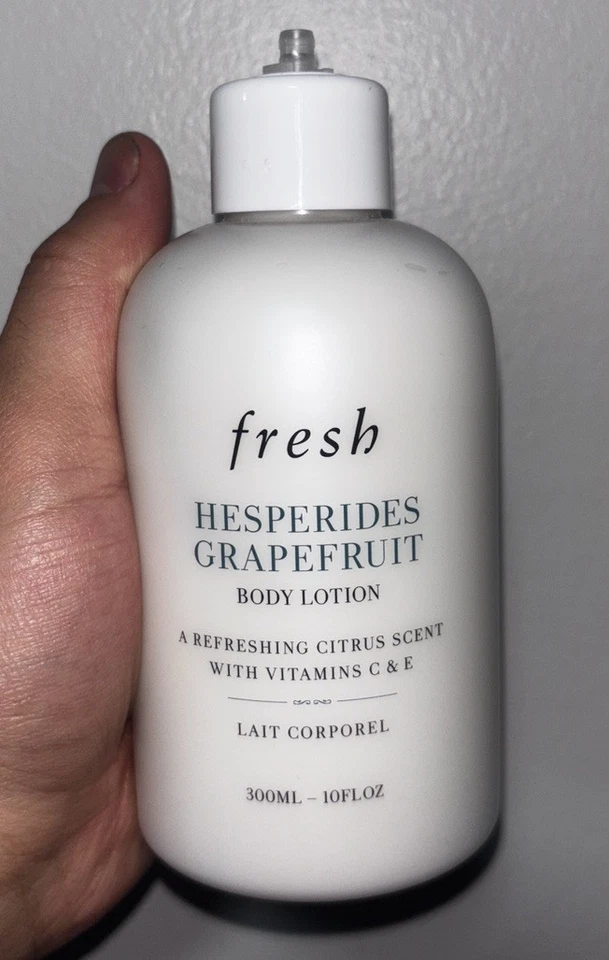 fresh
HESPERIDES
GRAPEFRUIT
BODY LOTION
A REFRESHING CITRUS SCENT
WITH VITAMINS C & E
LAIT CORPOREL
300ML – 10FLOZ